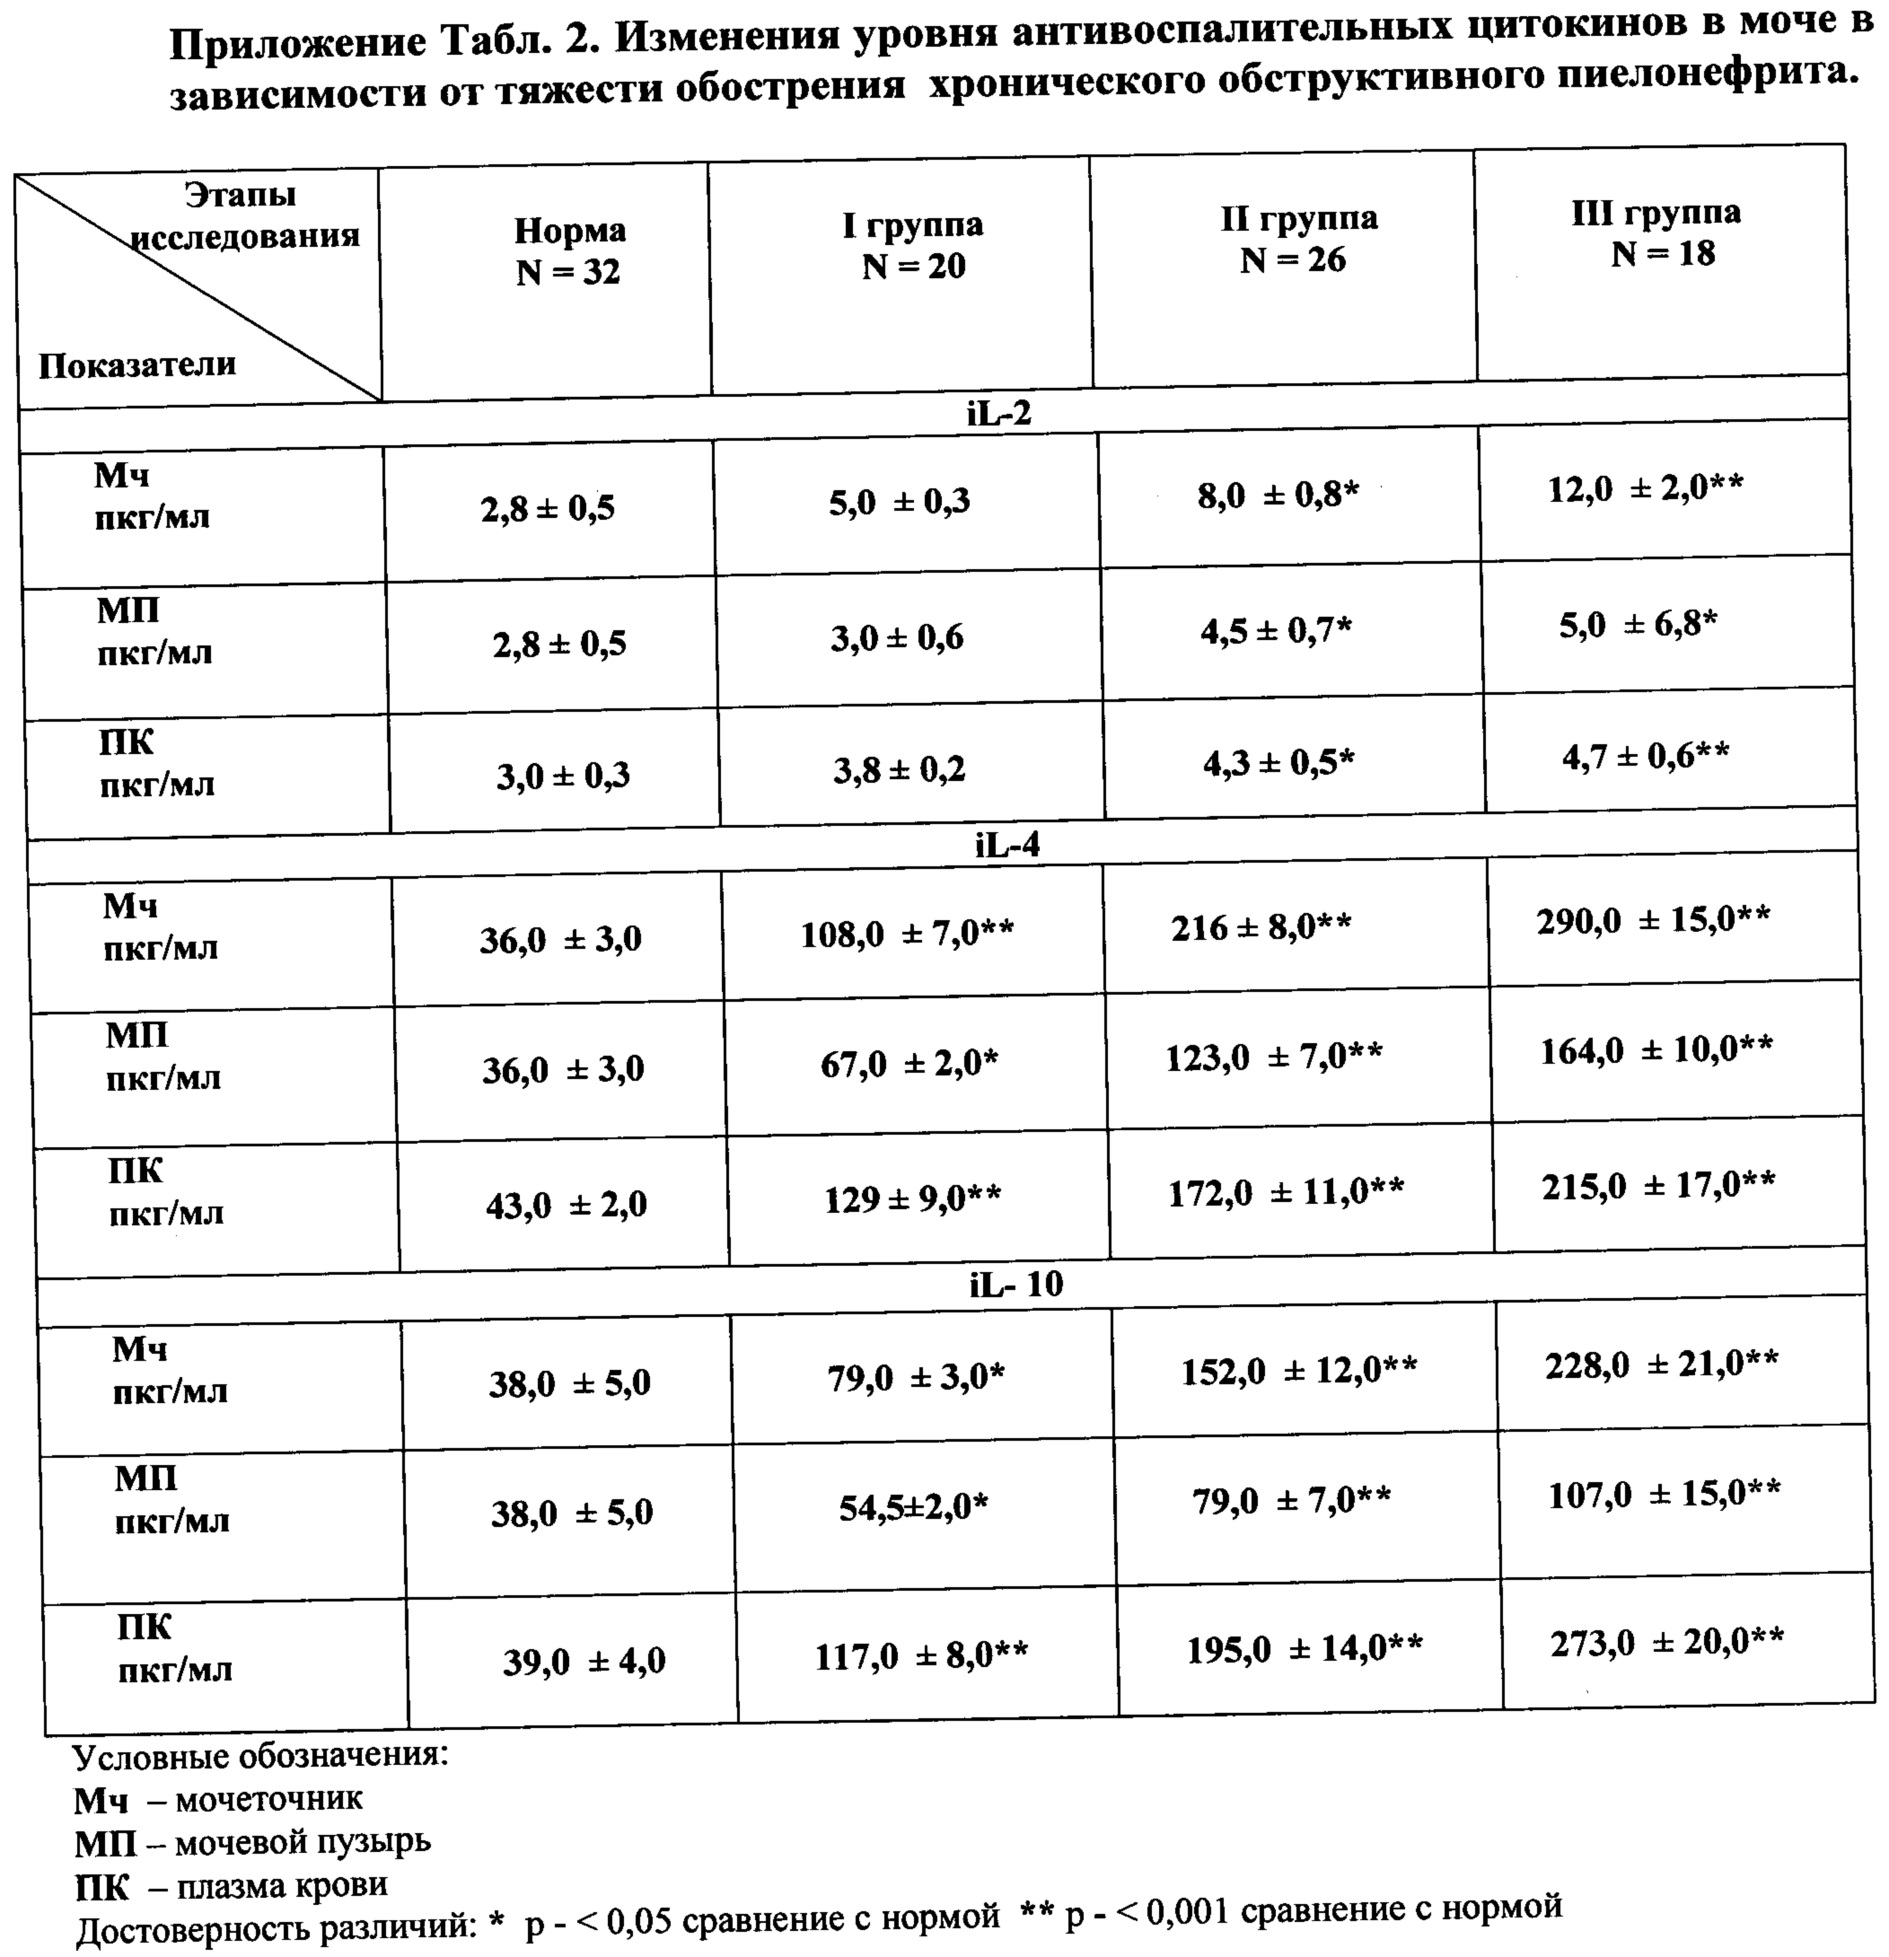 Приложение Табл. 2. Изменения уровня антивоспалительных цитокинов в моче в
зависимости от тяжести обострения хронического обструктивного пиелонефрита.
Этапы
исследования
Показатели
Норма
N = 32
I группа
N = 20
II группа
N = 26
III группа
N = 18
iL-2
Мч
пкг/мл
2,8 ± 0,5
5,0 ± 0,3
8,0 ± 0,8*
12,0 ± 2,0**
МП
пкг/мл
2,8 ± 0,5
3,0 ± 0,6
4,5 ± 0,7*
5,0 ± 6,8*
ПК
пкг/мл
3,0 ± 0,3
3,8 ± 0,2
4,3 ± 0,5*
4,7 ± 0,6**
iL-4
Мч
пкг/мл
36,0 ± 3,0
108,0 ± 7,0**
216 ± 8,0**
290,0 ± 15,0**
МП
пкг/мл
36,0 ± 3,0
67,0 ± 2,0*
123,0 ± 7,0**
164,0 ± 10,0**
ПК
пкг/мл
43,0 ± 2,0
129 ± 9,0**
172,0 ± 11,0**
215,0 ± 17,0**
iL- 10
Мч
пкг/мл
38,0 ± 5,0
79,0 ± 3,0*
152,0 ± 12,0**
228,0 ± 21,0**
МП
пкг/мл
38,0 ± 5,0
54,5±2,0*
79,0 ± 7,0**
107,0 ± 15,0**
ПК
пкг/мл
39,0 ± 4,0
117,0 ± 8,0**
195,0 ± 14,0**
273,0 ± 20,0**
Условные обозначения:
Мч – мочеточник
МП – мочевой пузырь
ПК – плазма крови
Достоверность различий: * p - < 0,05 сравнение с нормой ** p - < 0,001 сравнение с нормой